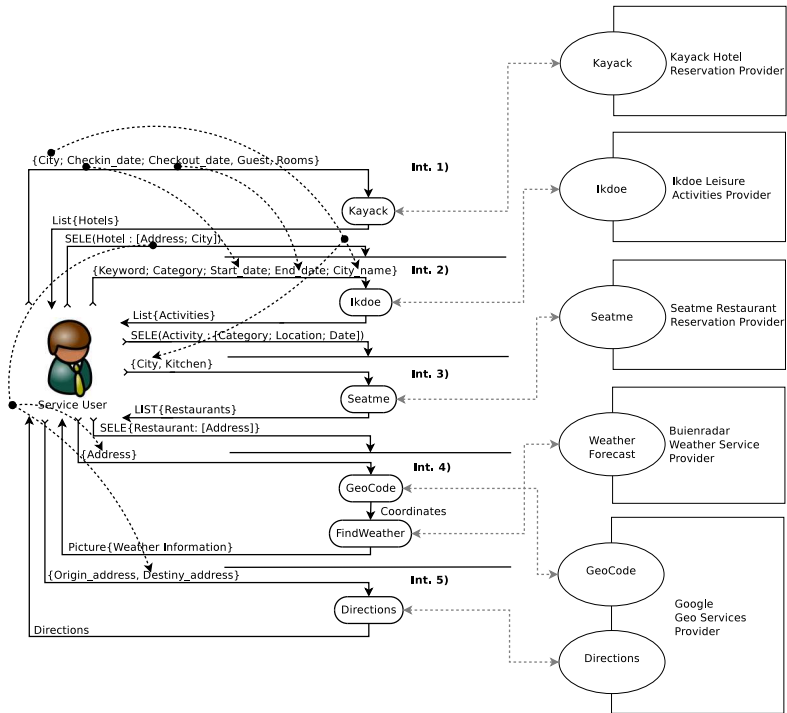 Kayack
Kayack Hotel
Reservation Provider
{City; Checkin_date; Checkout_date, Guest; Rooms}
Int. 1)
Kayack
Ikdoe
Ikdoe Leisure
Activities Provider
List{Hotels}
SELE(Hotel : [Address; City])
{Keyword; Category; Start_date; End_date; City_name}
Int. 2)
Ikdoe
List{Activities}
SELE(Activity : [Category; Location; Date])
Seatme
Seatme Restaurant
Reservation Provider
{City, Kitchen}
Int. 3)
Seatme
Service User
LIST{Restaurants}
SELE{Restaurant: [Address]}
Weather
Forecast
Buienradar
Weather Service
Provider
{Address}
Int. 4)
GeoCode
Coordinates
FindWeather
Picture{Weather Information}
{Origin_address, Destiny_address}
Int. 5)
GeoCode
Google
Geo Services
Provider
Directions
Directions
Directions